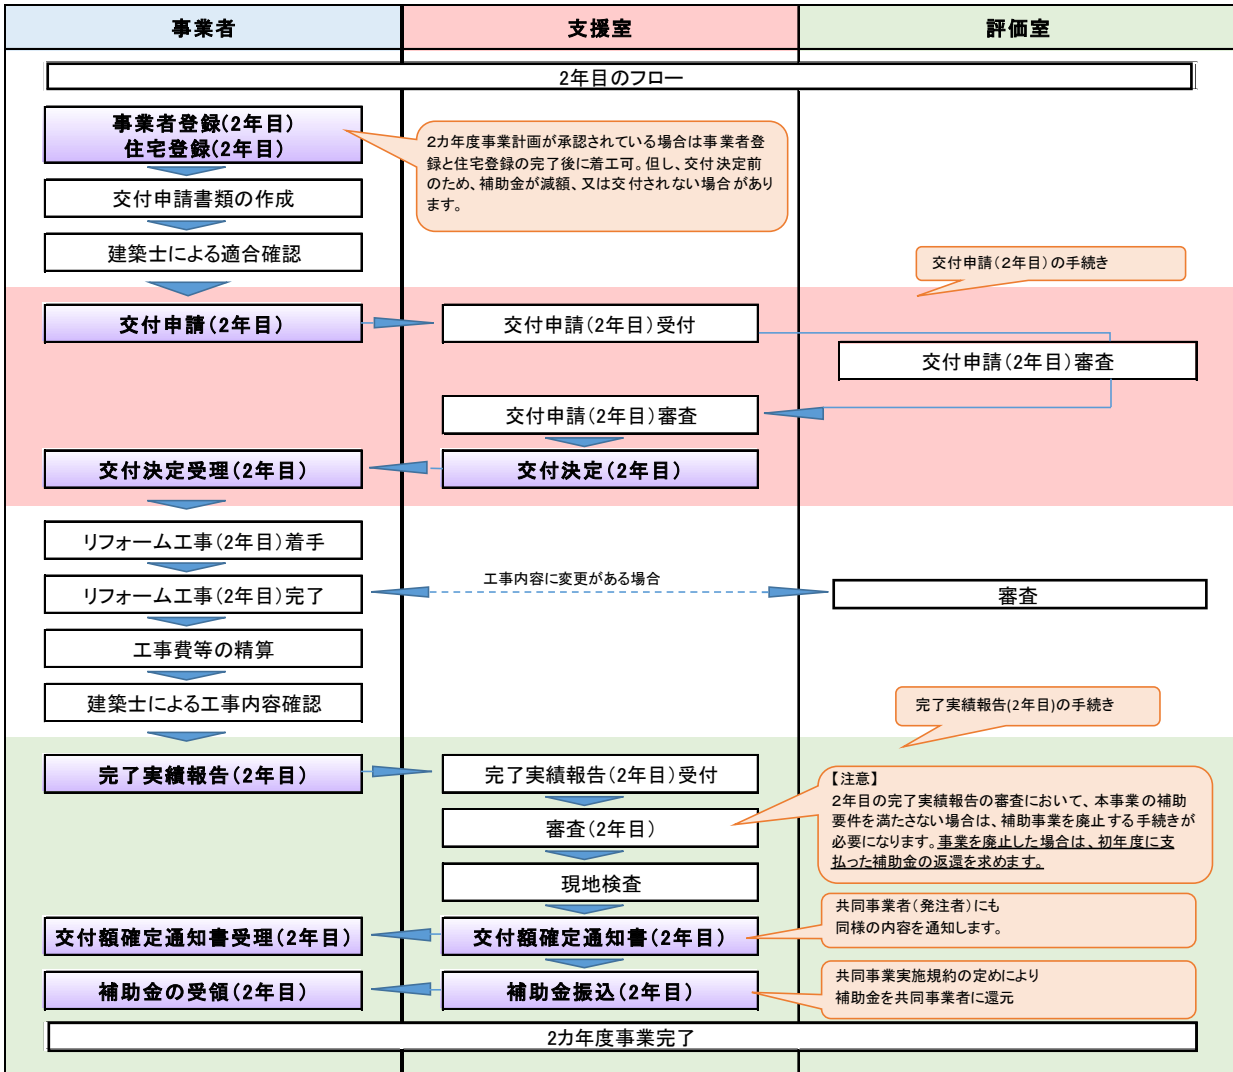 事業者
支援室
評価室
2年目のフロー
事業者登録(2年目)
住宅登録(2年目)
2カ年度事業計画が承認されている場合は事業者登
録と住宅登録の完了後に着工可。但し、交付決定前
のため、補助金が減額、又は交付されない場合があり
ます。
交付申請書類の作成
建築士による適合確認
交付申請(2年目)の手続き
交付申請(2年目)
交付申請(2年目)受付
交付申請(2年目)審査
交付申請(2年目)審査
交付決定受理(2年目)
交付決定(2年目)
リフォーム工事(2年目)着手
リフォーム工事(2年目)完了
工事内容に変更がある場合
審査
工事費等の精算
建築士による工事内容確認
完了実績報告(2年目)の手続き
完了実績報告(2年目)
完了実績報告(2年目)受付
【注意】
2年目の完了実績報告の審査において、本事業の補助
要件を満たさない場合は、補助事業を廃止する手続きが
必要になります。事業を廃止した場合は、初年度に支
払った補助金の返還を求めます。
審査(2年目)
現地検査
交付額確定通知書受理(2年目)
交付額確定通知書(2年目)
共同事業者(発注者)にも
同様の内容を通知します。
補助金の受領(2年目)
補助金振込(2年目)
共同事業実施規約の定めにより
補助金を共同事業者に還元
2カ年度事業完了